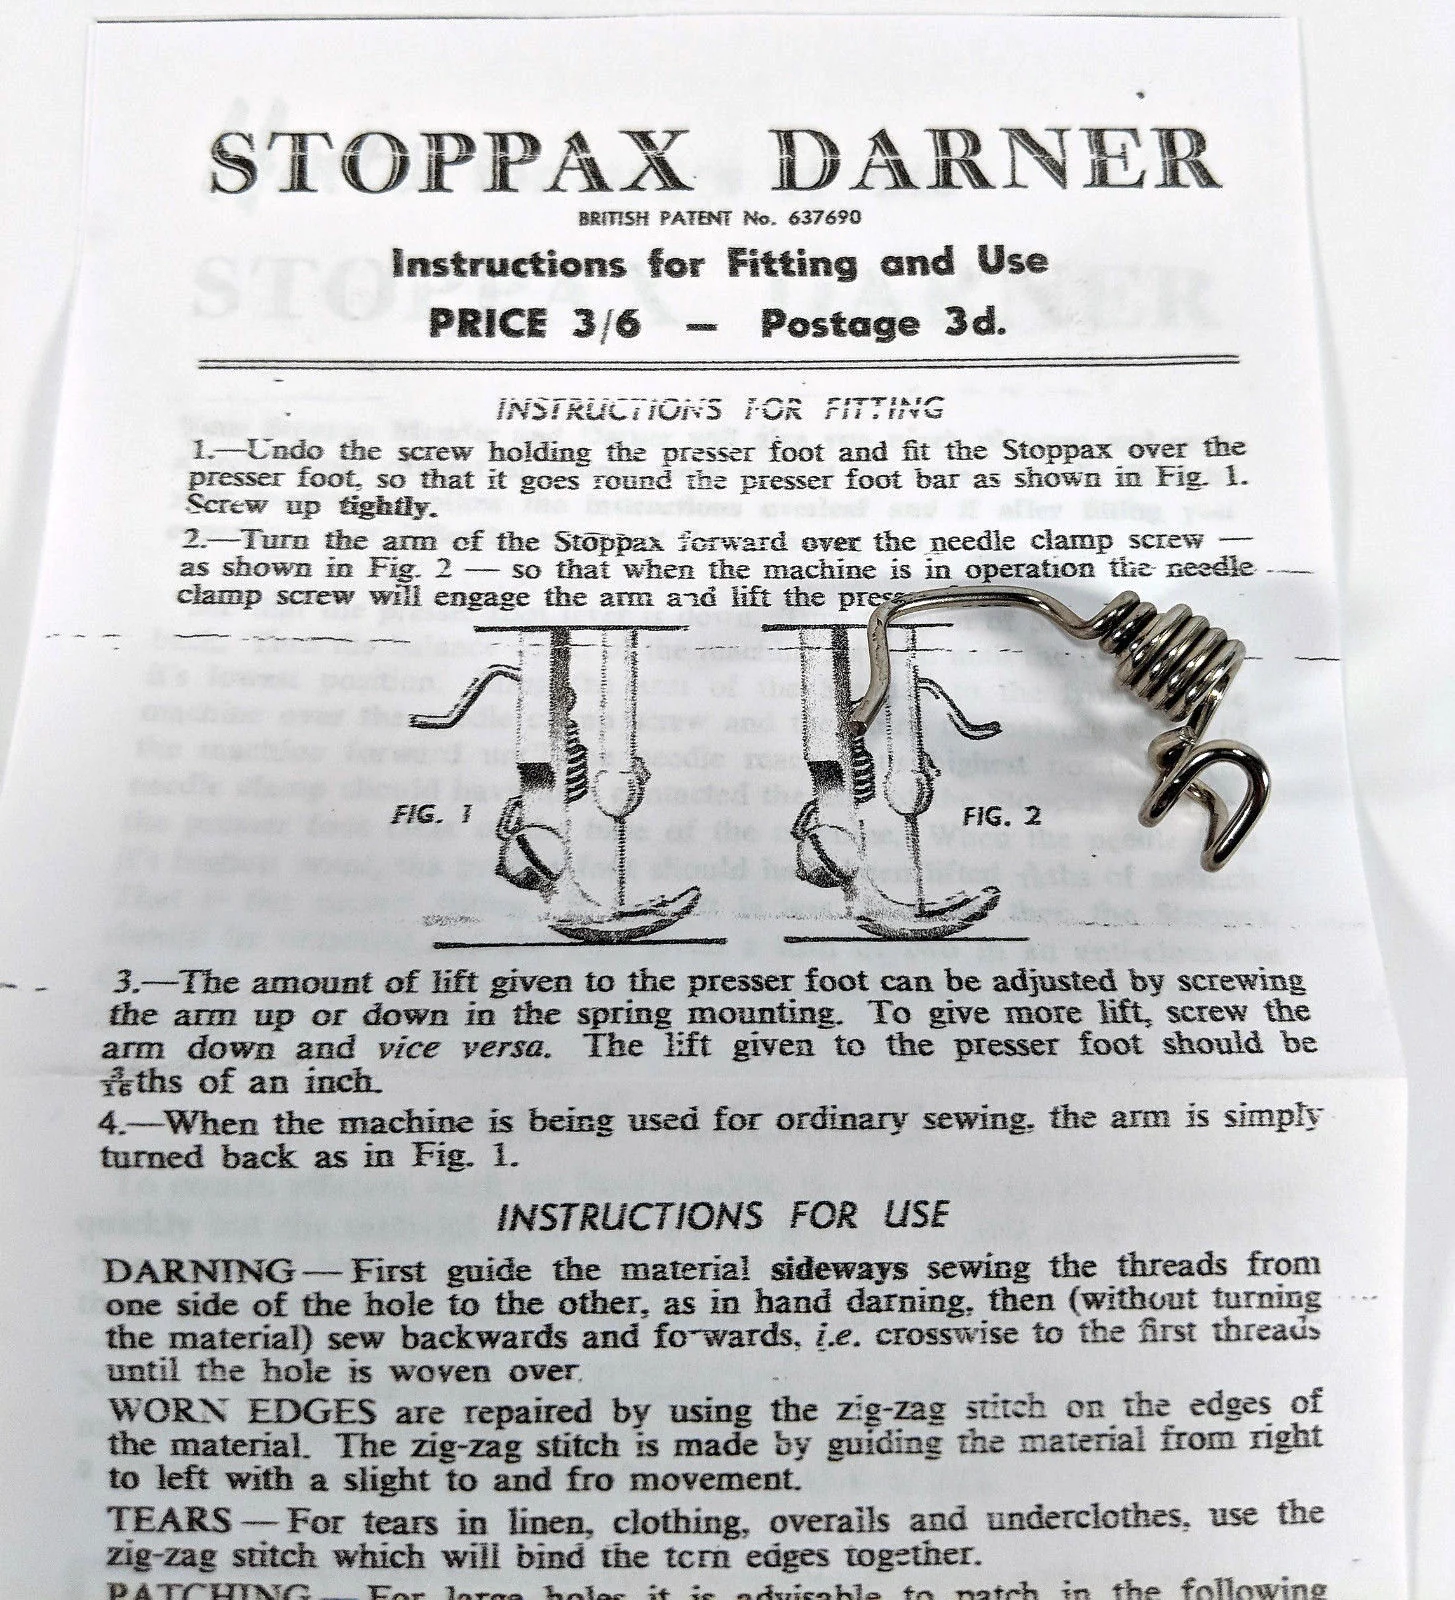 STOPPAX DARNER
BRITISH PATENT No. 637690
Instructions for Fitting and Use
PRICE 3/6 — Postage 3d.
INSTRUCTIONS FOR FITTING
1.—Undo the screw holding the presser foot and fit the Stoppax over the
presser foot, so that it goes round the presser foot bar as shown in Fig. 1.
Screw up tightly.
2.—Turn the arm of the Stoppax forward over the needle clamp screw —
as shown in Fig. 2 — so that when the machine is in operation the needle
clamp screw will engage the arm and lift the
FIG. 1
FIG. 2
3.—The amount of lift given to the presser foot can be adjusted by screwing
the arm up or down in the spring mounting. To give more lift, screw the
arm down and vice versa. The lift given to the presser foot should be
3/16ths of an inch.
4.—When the machine is being used for ordinary sewing, the arm is simply
turned back as in Fig. 1.
INSTRUCTIONS FOR USE
DARNING — First guide the material sideways sewing the threads from
one side of the hole to the other, as in hand darning, then (without turning
the material) sew backwards and forwards, i.e. crosswise to the first threads
until the hole is woven over.
WORN EDGES are repaired by using the zig-zag stitch on the edges of
the material. The zig-zag stitch is made by guiding the material from right
to left with a slight to and fro movement.
TEARS — For tears in linen, clothing, overalls and underclothes, use the
zig-zag stitch which will bind the torn edges together.
PATCHING — For large holes it is advisable to patch in the following